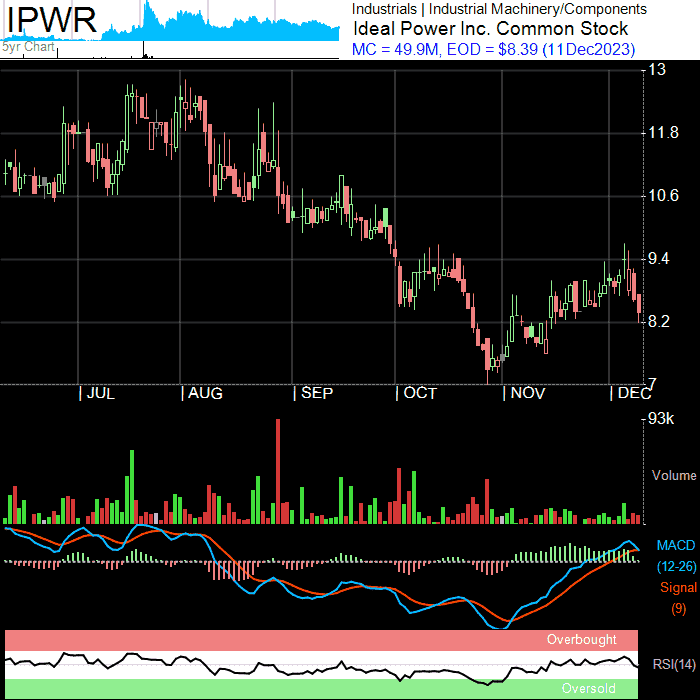 IPWR
5yr Chart
Industrials | Industrial Machinery/Components
Ideal Power Inc. Common Stock
MC = 49.9M, EOD = $8.39 (11Dec2023)
13
11.8
10.6
9.4
8.2
7
JUL AUG SEP OCT NOV DEC
93k
Volume
MACD
(12-26)
Signal
(9)
Overbought
RSI(14)
Oversold